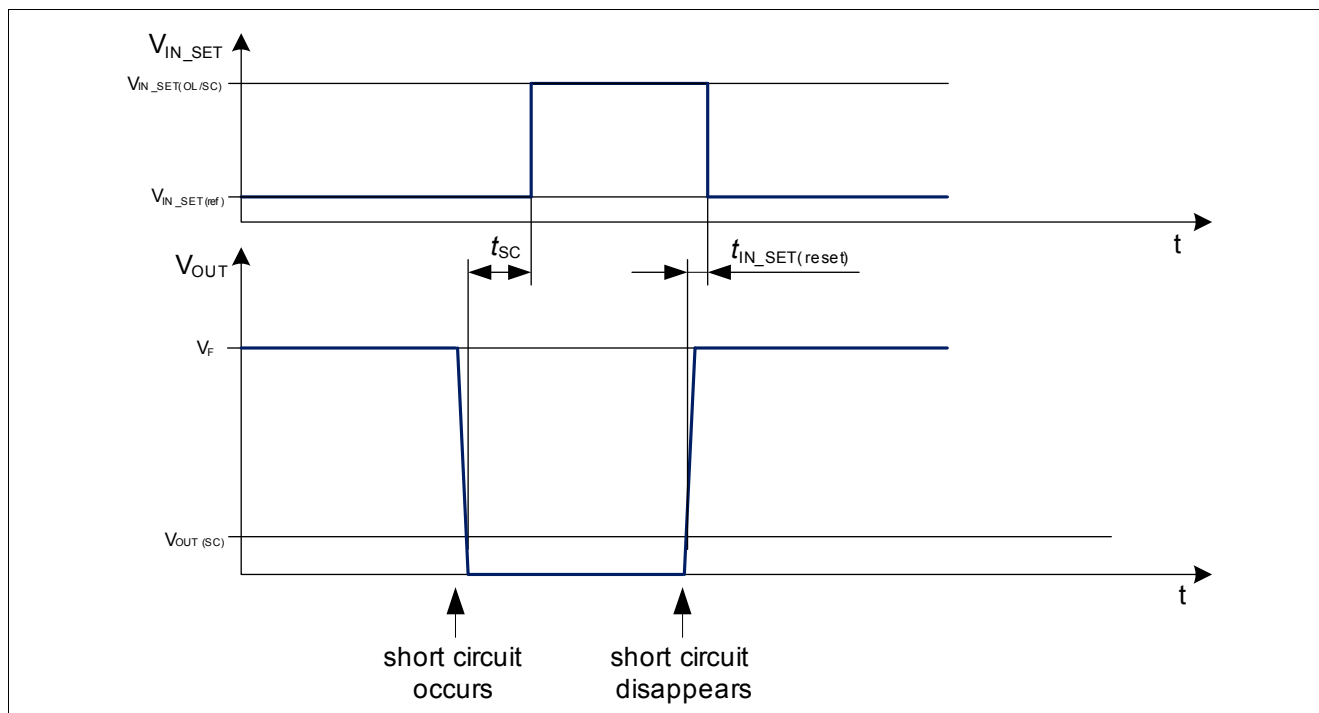 V_IN_SET
V_IN_SET(OL/SC)
V_IN_SET(ref)
t
t_SC
t_IN_SET(reset)
V_OUT
V_F
V_OUT(SC)
t
short circuit
occurs
short circuit
disappears